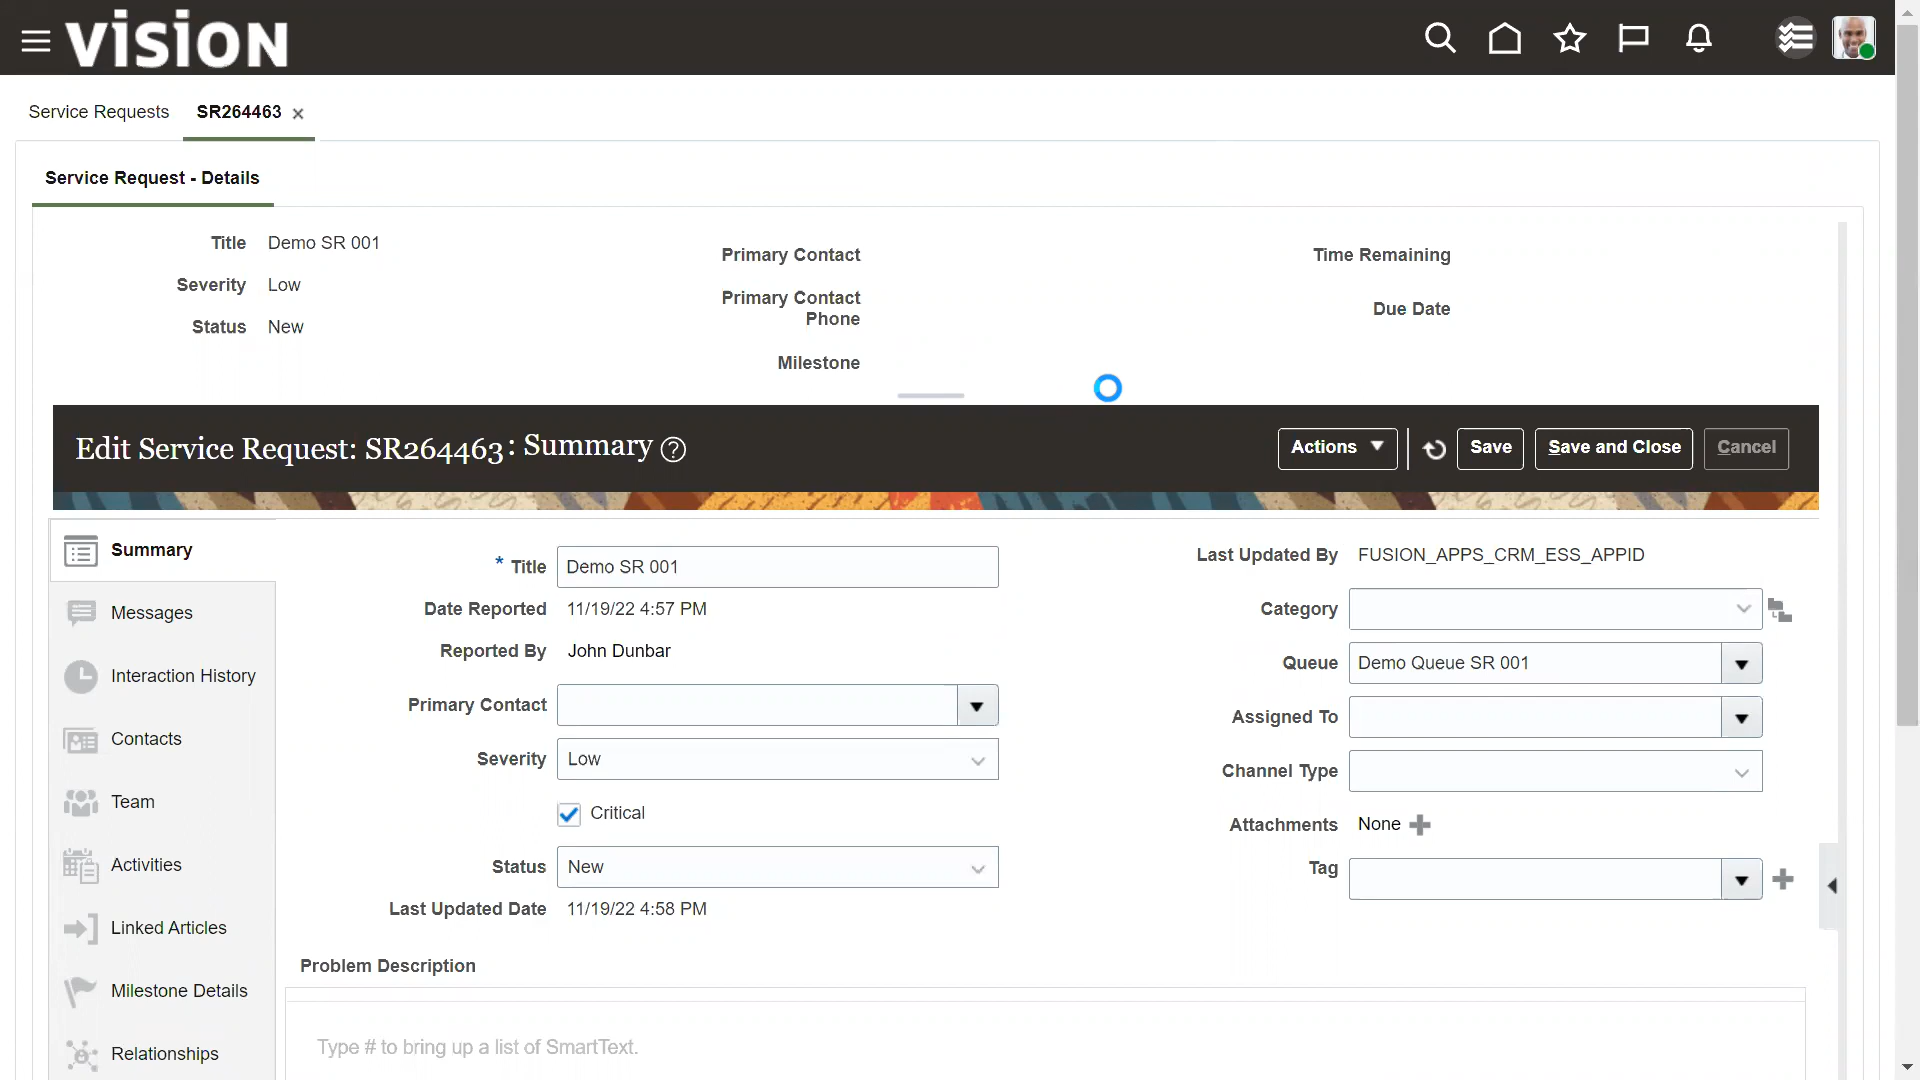 VISION
Service Requests
SR264463
Service Request - Details
Title Demo SR 001
Severity Low
Status New
Primary Contact
Primary Contact
Phone
Milestone
Time Remaining
Due Date
Edit Service Request: SR264463: Summary
Actions
Save
Save and Close
Cancel
Summary
Messages
Interaction History
Contacts
Team
Activities
Linked Articles
Milestone Details
Relationships
* Title Demo SR 001
Date Reported 11/19/22 4:57 PM
Reported By John Dunbar
Primary Contact
Severity Low
Critical
Status New
Last Updated Date 11/19/22 4:58 PM
Last Updated By FUSION_APPS_CRM_ESS_APPID
Category
Queue Demo Queue SR 001
Assigned To
Channel Type
Attachments None
Tag
Problem Description
Type # to bring up a list of SmartText.